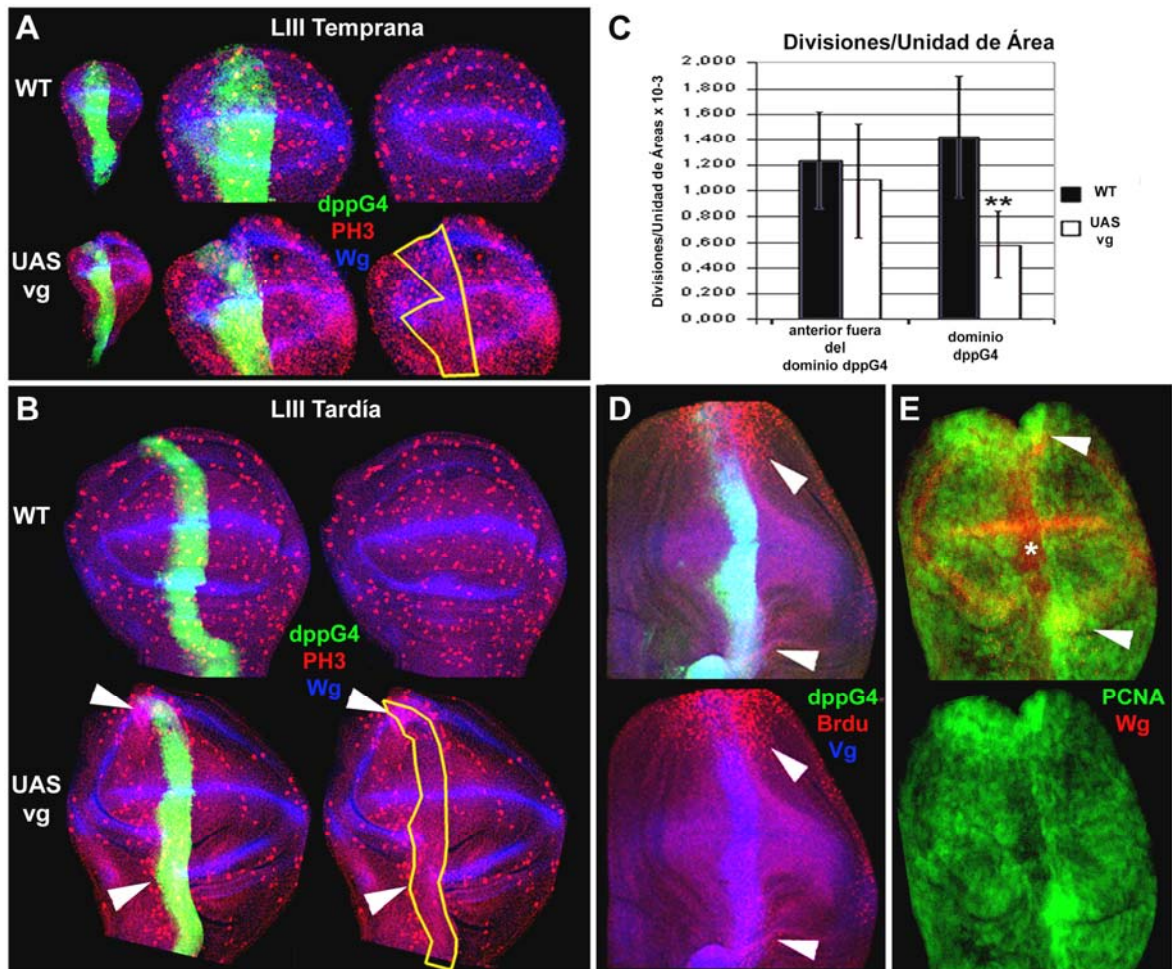 A
LIII Temprana
WT
dppG4
PH3
Wg
UAS
vg
B
LIII Tardía
WT
dppG4
PH3
Wg
UAS
vg
C
Divisiones/Unidad de Área
Divisiones/Unidad de Áreas x 10-3
2,000
1,800
1,600
1,400
1,200
1,000
0,800
0,600
0,400
0,200
0,000
**
WT
UAS
vg
anterior fuera
del
dominio dppG4
dominio
dppG4
D
dppG4
Brdu
Vg
E
*
PCNA
Wg